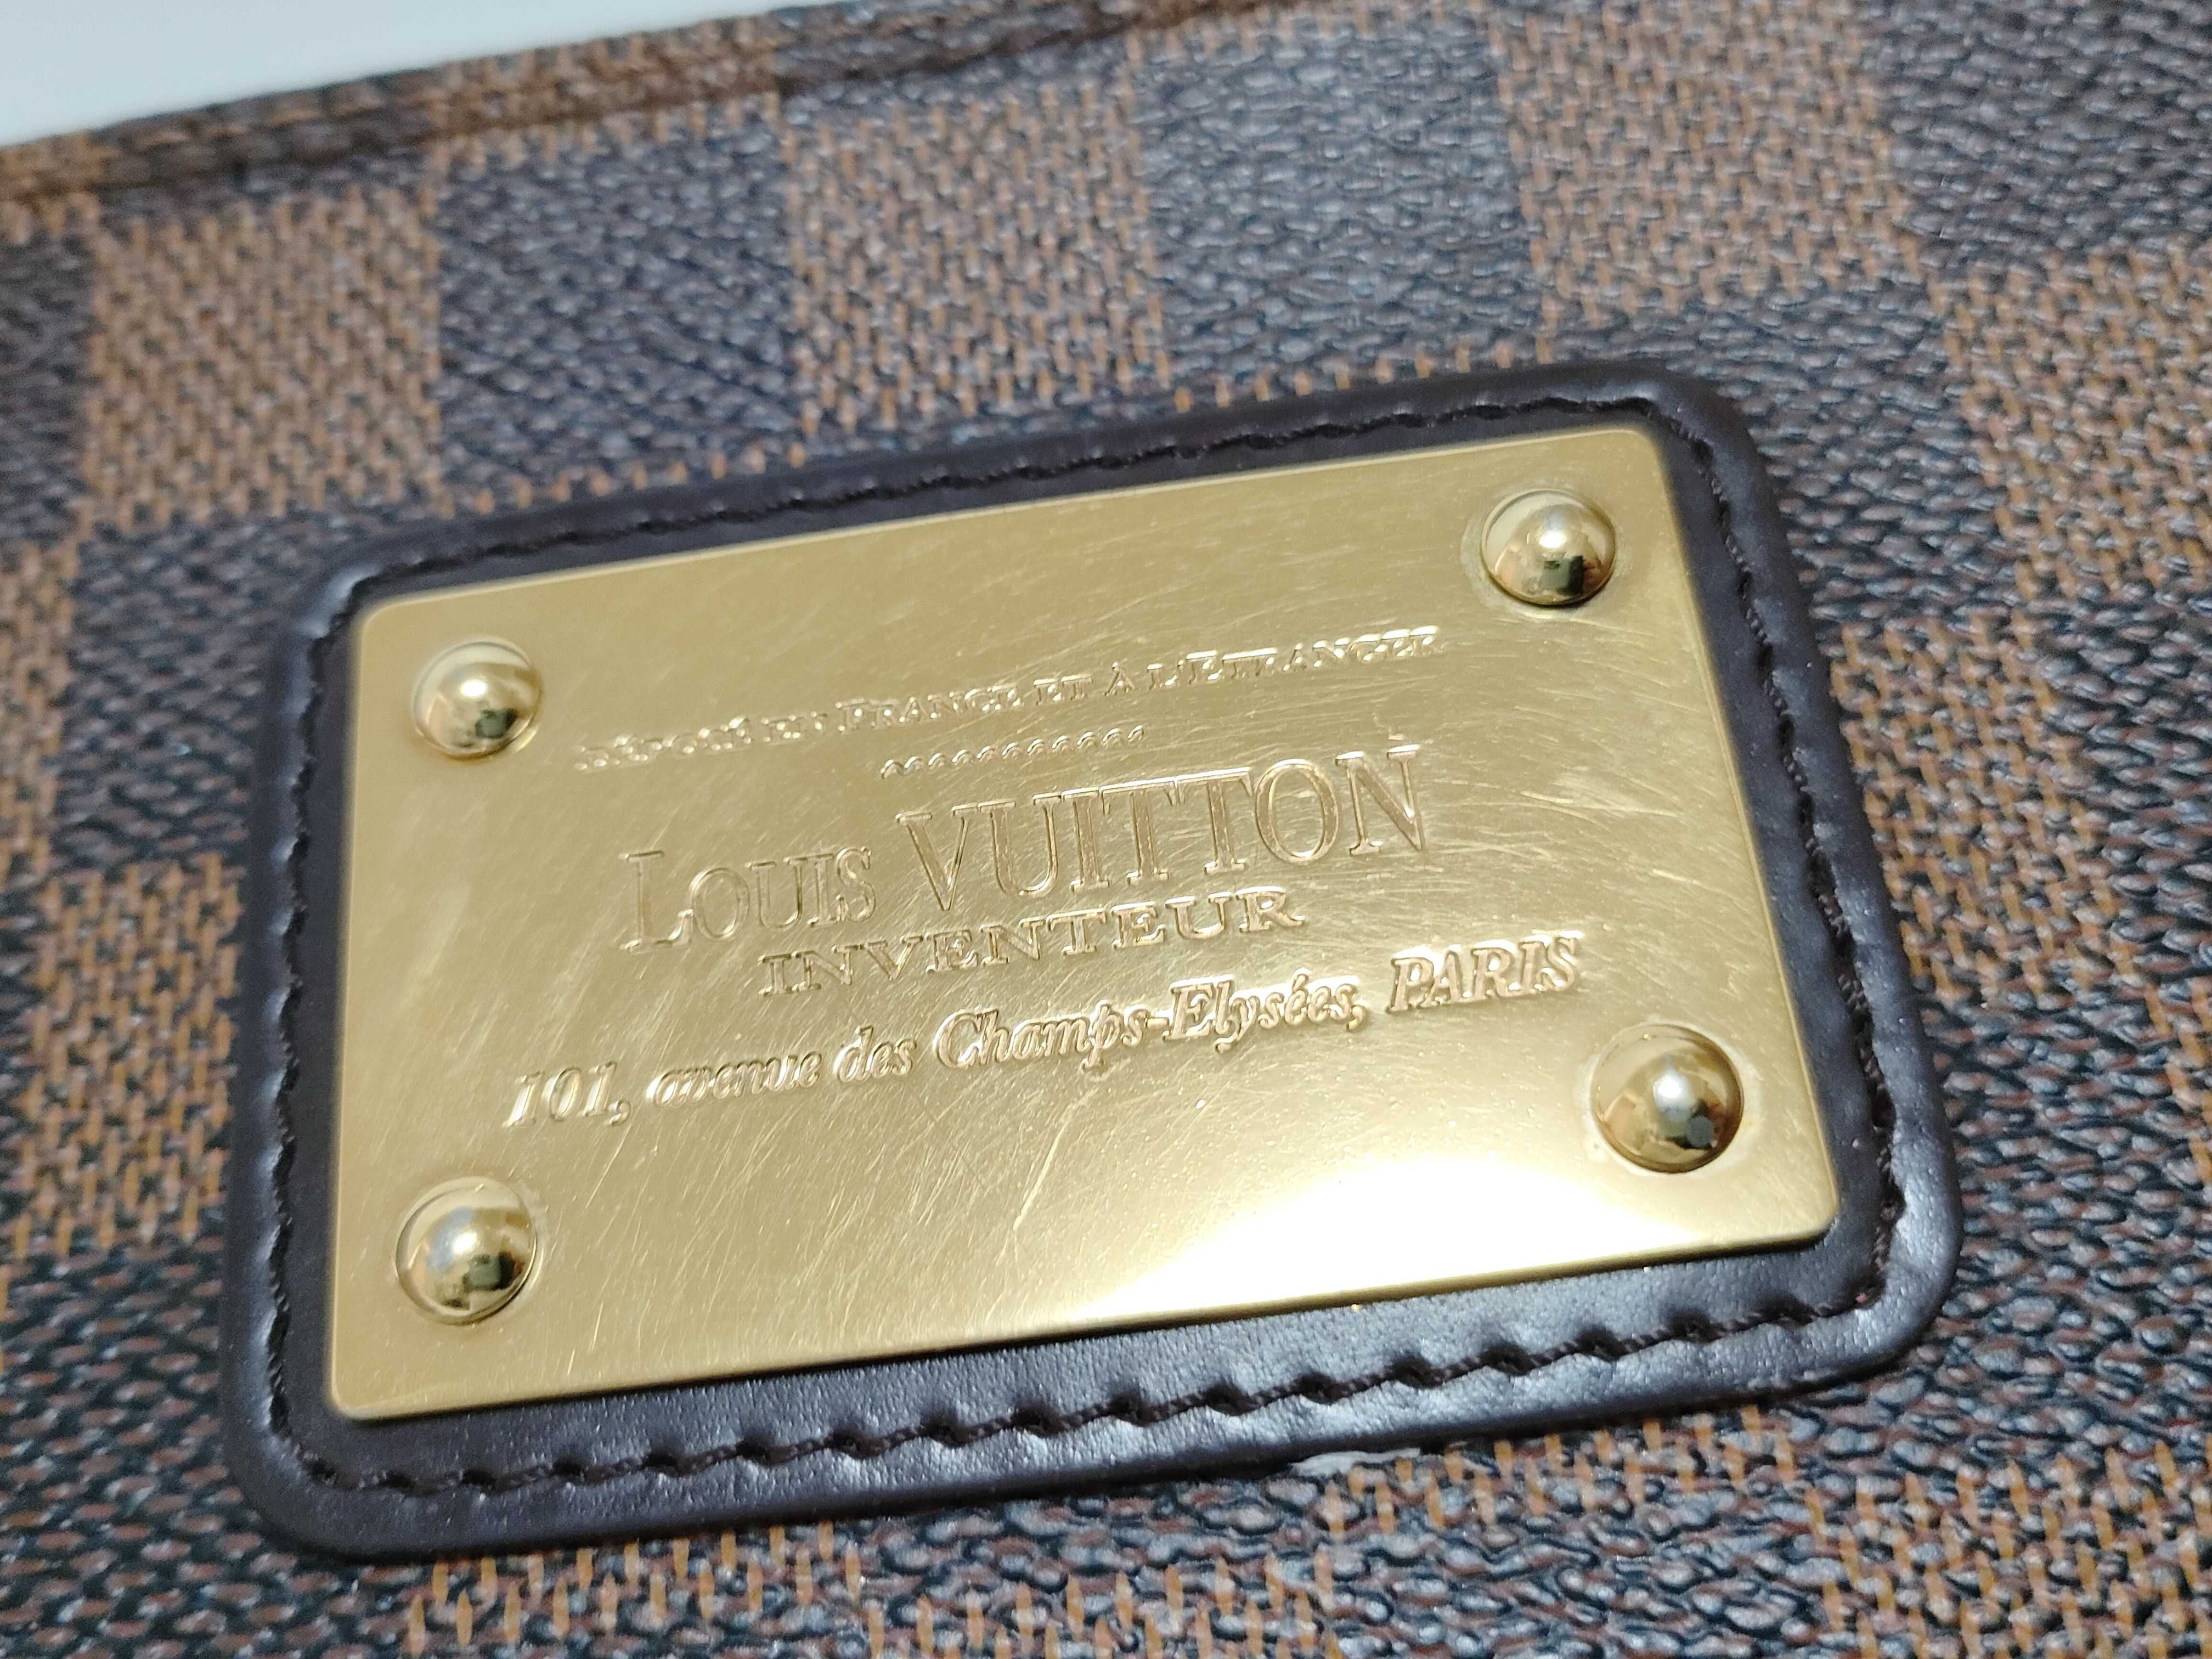 Déposé en France et à l'Étranger
Louis VUITTON
INVENTEUR
101, avenue des Champs-Elysées, PARIS